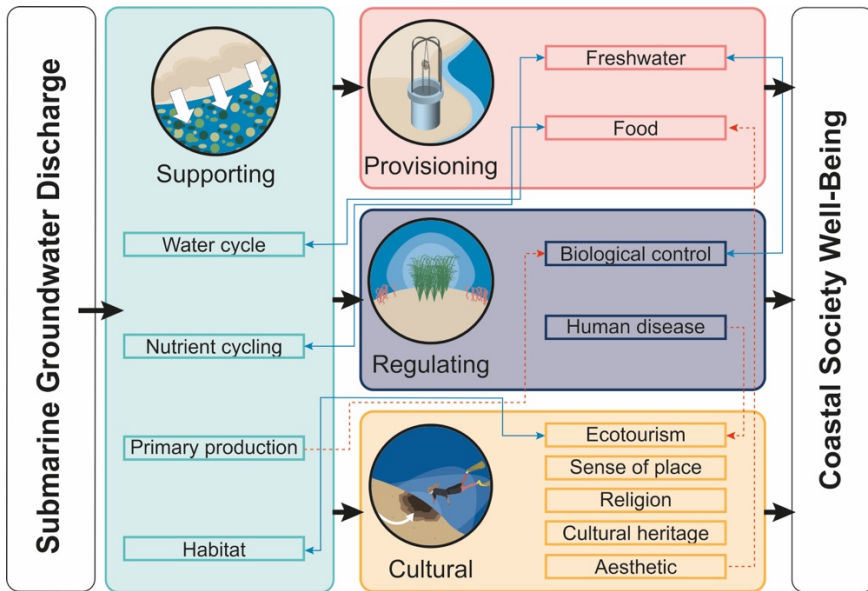 Submarine Groundwater Discharge
Supporting
Water cycle
Nutrient cycling
Primary production
Habitat
Provisioning
Freshwater
Food
Regulating
Biological control
Human disease
Cultural
Ecotourism
Sense of place
Religion
Cultural heritage
Aesthetic
Coastal Society Well-Being